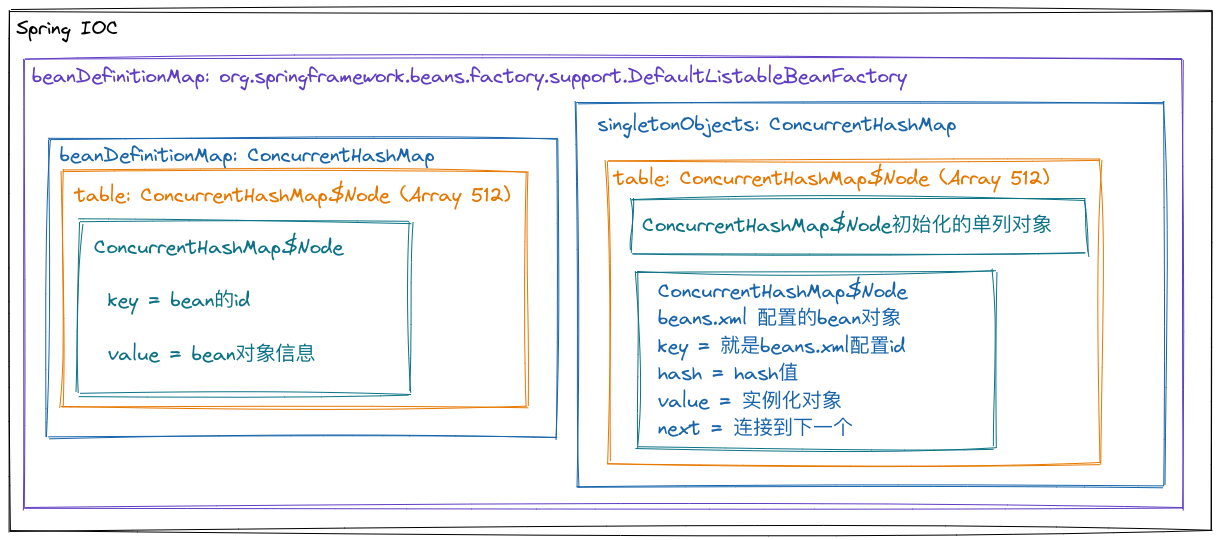 Spring IOC
beanDefinitionMap: org.springframework.beans.factory.support.DefaultListableBeanFactory
beanDefinitionMap: ConcurrentHashMap
table: ConcurrentHashMap$Node (Array 512)
ConcurrentHashMap$Node
key = bean的id
value = bean对象信息
singletonObjects: ConcurrentHashMap
table: ConcurrentHashMap$Node (Array 512)
ConcurrentHashMap$Node初始化的单列对象
ConcurrentHashMap$Node
beans.xml 配置的bean对象
key = 就是beans.xml配置id
hash = hash值
value = 实例化对象
next = 连接到下一个